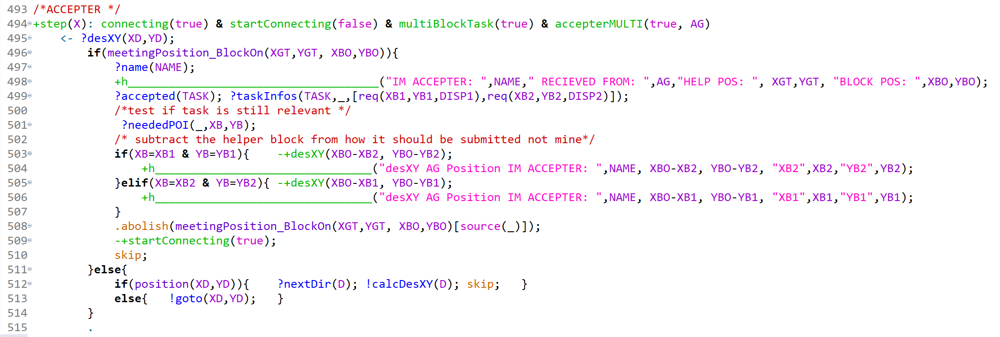 493 /*ACCEPTER */
494 +step(X): connecting(true) & startConnecting(false) & multiBlockTask(true) & accepterMULTI(true, AG)
495     <- ?desXY(XD,YD);
496         if(meetingPosition_BlockOn(XGT,YGT, XBO,YBO)){
497             ?name(NAME);
498             +h_____________________________________("IM ACCEPTER: ",NAME," RECIEVED FROM: ",AG,"HELP POS: ", XGT,YGT, "BLOCK POS: ",XBO,YBO);
499             ?accepted(TASK); ?taskInfos(TASK,_,[req(XB1,YB1,DISP1),req(XB2,YB2,DISP2)]);
500             /*test if task is still relevant */
501              ?neededPOI(_,XB,YB);
502             /* subtract the helper block from how it should be submitted not mine*/
503             if(XB=XB1 & YB=YB1){    -+desXY(XBO-XB2, YBO-YB2);
504                 +h________________________________("desXY AG Position IM ACCEPTER: ",NAME, XBO-XB2, YBO-YB2, "XB2",XB2,"YB2",YB2);
505             }elif(XB=XB2 & YB=YB2){ -+desXY(XBO-XB1, YBO-YB1);
506                 +h________________________________("desXY AG Position IM ACCEPTER: ",NAME, XBO-XB1, YBO-YB1, "XB1",XB1,"YB1",YB1);
507             }
508             .abolish(meetingPosition_BlockOn(XGT,YGT, XBO,YBO)[source(_)]);
509             -+startConnecting(true);
510             skip;
511         }else{
512             if(position(XD,YD)){    ?nextDir(D); !calcDesXY(D); skip;   }
513             else{   !goto(XD,YD);   }
514         }
515         .